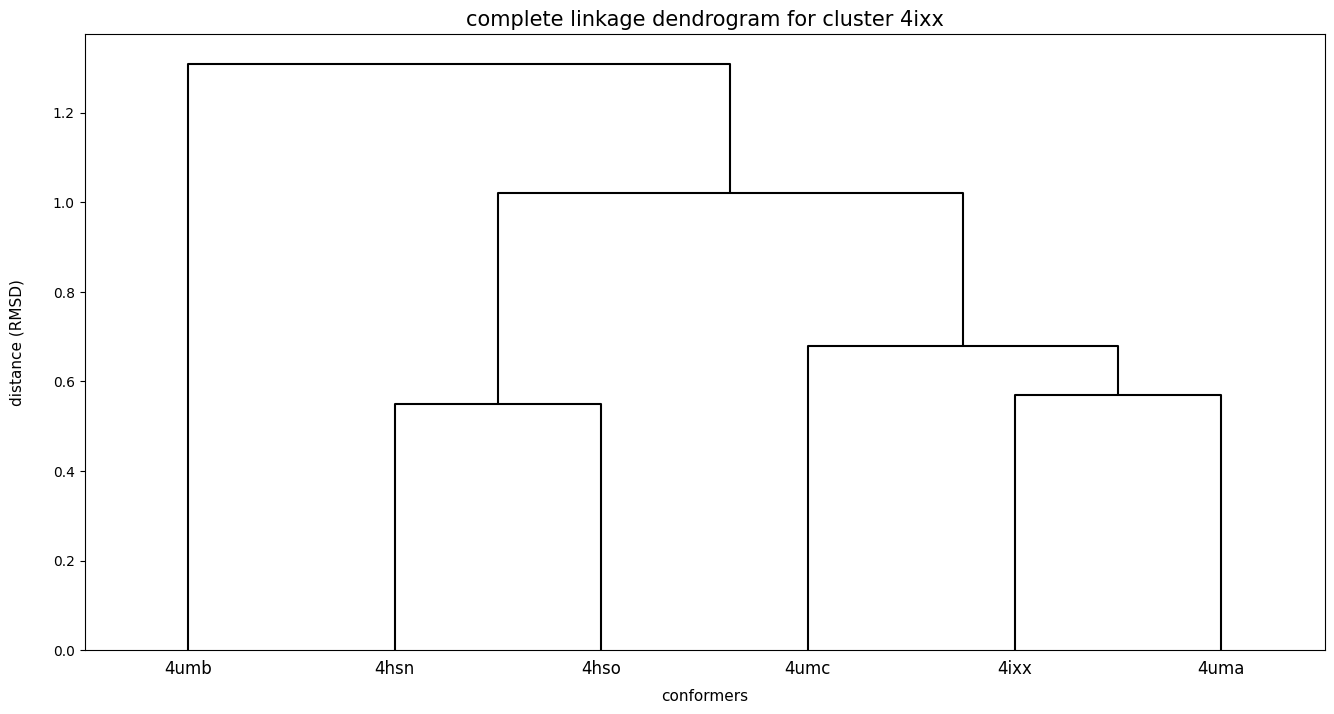 complete linkage dendrogram for cluster 4ixx
1.2
1.0
0.8
0.6
0.4
0.2
0.0
distance (RMSD)
4umb 4hsn 4hso 4umc 4ixx 4uma
conformers